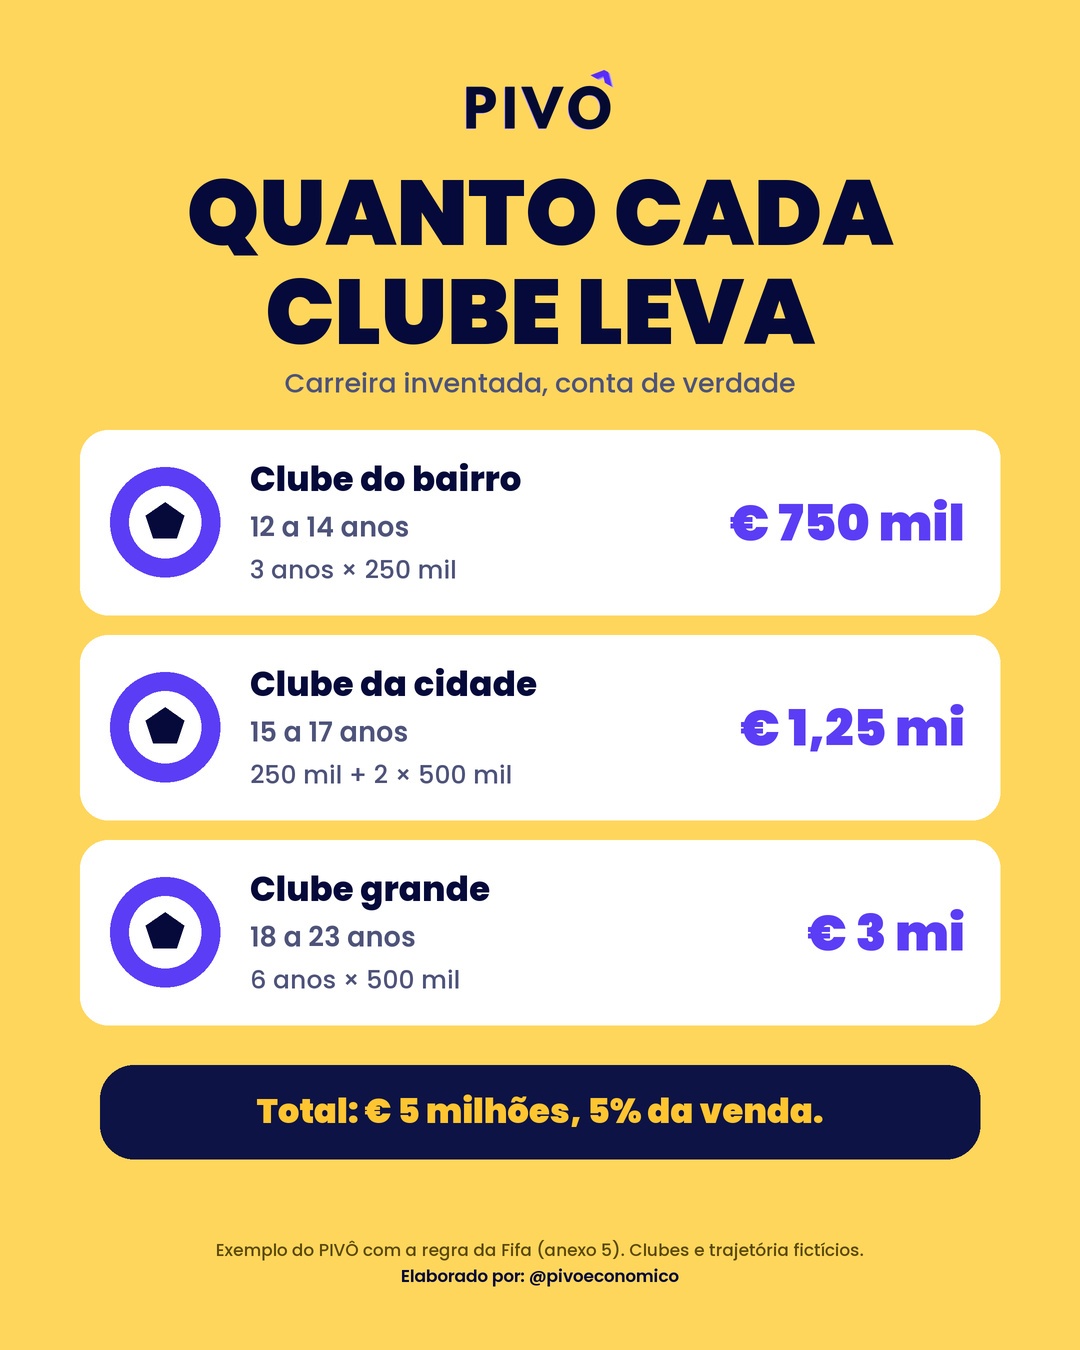 PIVÔ
QUANTO CADA
CLUBE LEVA
Carreira inventada, conta de verdade
Clube do bairro
12 a 14 anos
3 anos × 250 mil
€ 750 mil
Clube da cidade
15 a 17 anos
250 mil + 2 × 500 mil
€ 1,25 mi
Clube grande
18 a 23 anos
6 anos × 500 mil
€ 3 mi
Total: € 5 milhões, 5% da venda.
Exemplo do PIVÔ com a regra da Fifa (anexo 5). Clubes e trajetória fictícios.
Elaborado por: @pivoeconomico